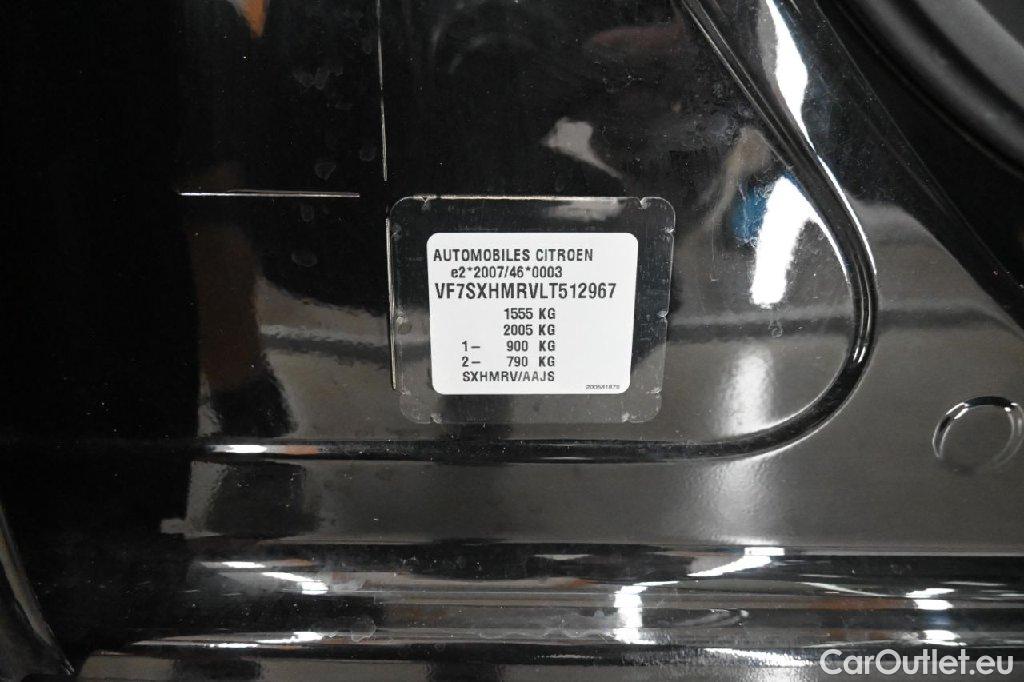 AUTOMOBILES CITROEN
e2*2007/46*0003
VF7SXHMRVLT512967
1555 KG
2005 KG
1– 900 KG
2– 790 KG
SXHMRV/AAJS
CarOutlet.eu